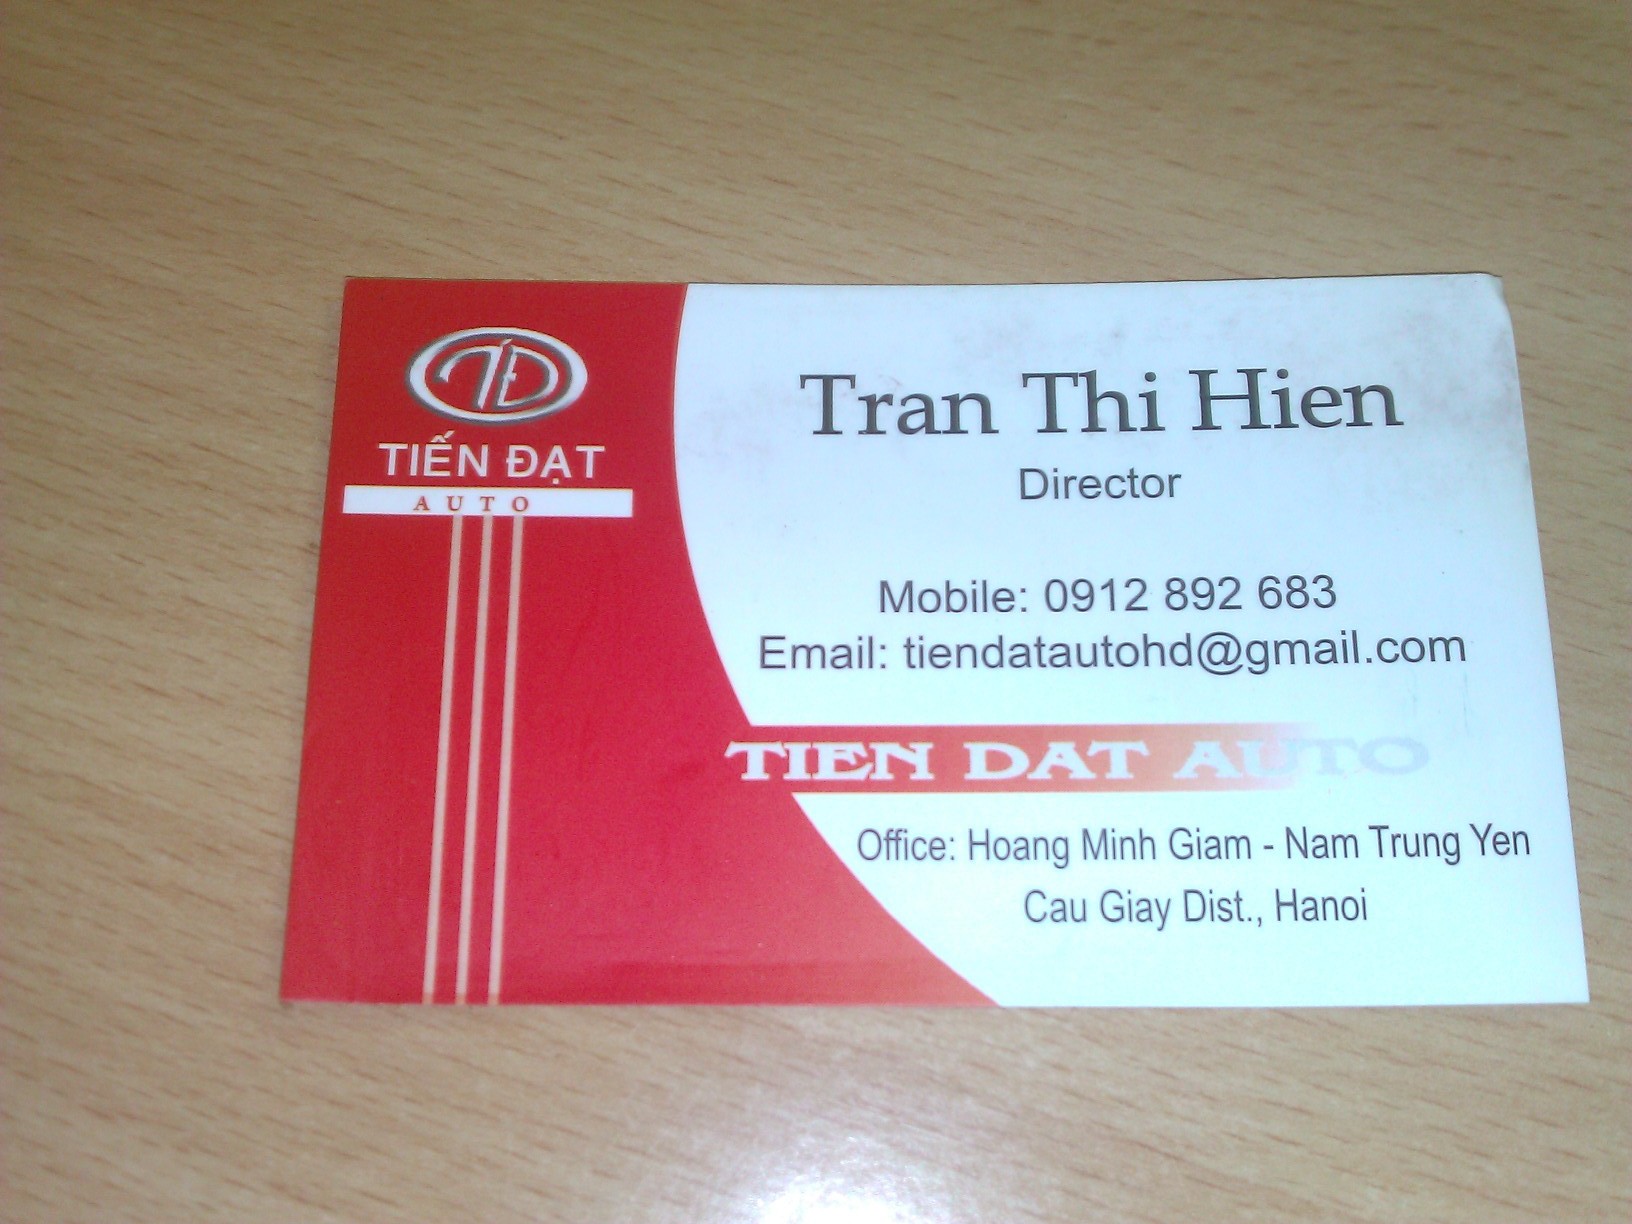 TIẾN ĐẠT
AUTO
Tran Thi Hien
Director
Mobile: 0912 892 683
Email: tiendatautohd@gmail.com
TIEN DAT AUTO
Office: Hoang Minh Giam - Nam Trung Yen
Cau Giay Dist., Hanoi